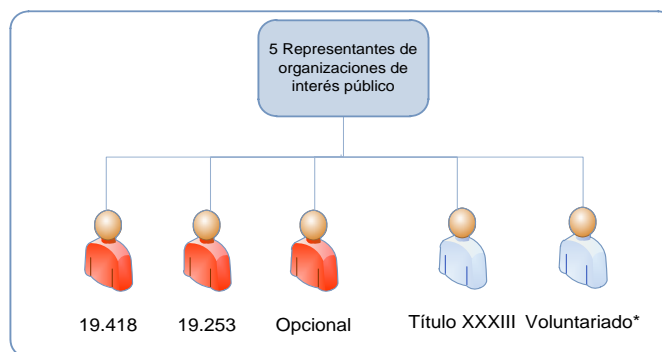 5 Representantes de
organizaciones de
interés público
19.418 19.253 Opcional Título XXXIII Voluntariado*